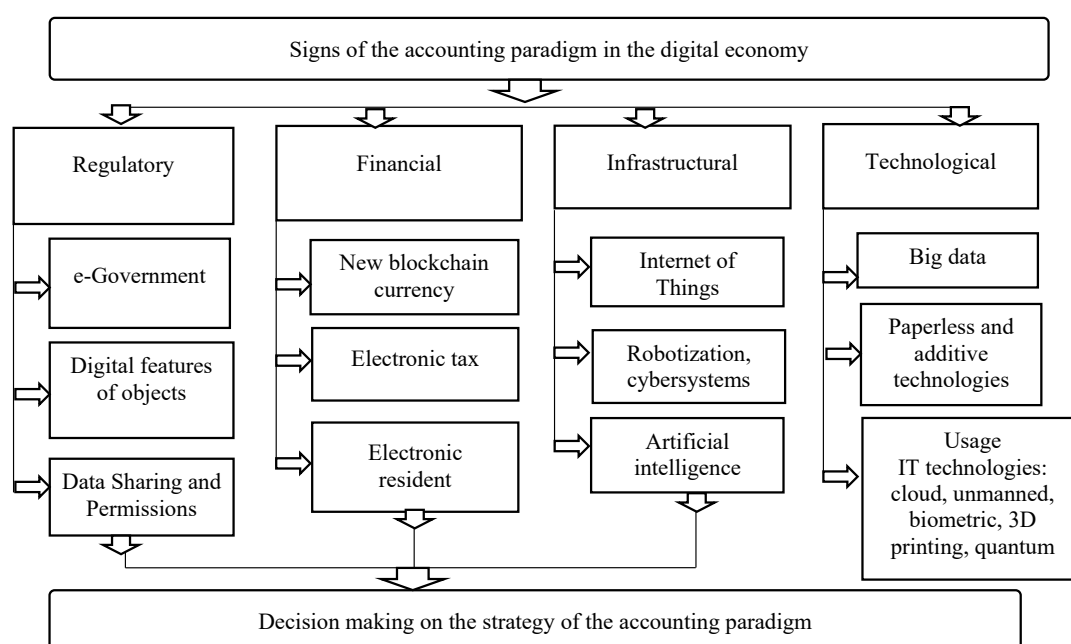 Signs of the accounting paradigm in the digital economy
Regulatory
Financial
Infrastructural
Technological
e-Government
Digital features
of objects
Data Sharing and
Permissions
New blockchain
currency
Electronic tax
Electronic
resident
Internet of
Things
Robotization,
cybersystems
Artificial
intelligence
Big data
Paperless and
additive
technologies
Usage
IT technologies:
cloud, unmanned,
biometric, 3D
printing, quantum
Decision making on the strategy of the accounting paradigm